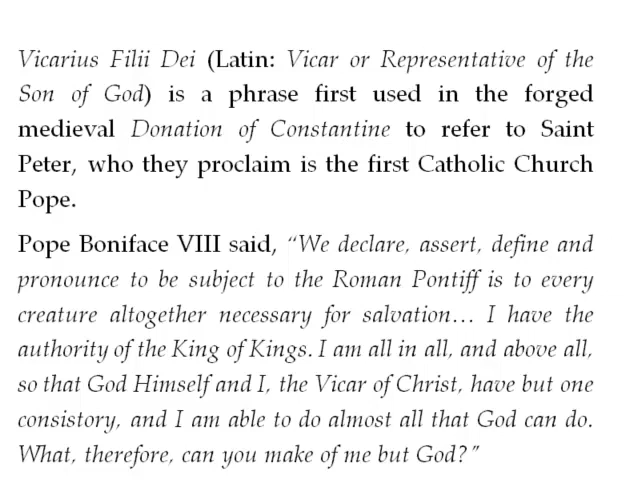 Vicarius Filii Dei (Latin: Vicar or Representative of the
Son of God) is a phrase first used in the forged
medieval Donation of Constantine to refer to Saint
Peter, who they proclaim is the first Catholic Church
Pope.
Pope Boniface VIII said, “We declare, assert, define and
pronounce to be subject to the Roman Pontiff is to every
creature altogether necessary for salvation… I have the
authority of the King of Kings. I am all in all, and above all,
so that God Himself and I, the Vicar of Christ, have but one
consistory, and I am able to do almost all that God can do.
What, therefore, can you make of me but God?”